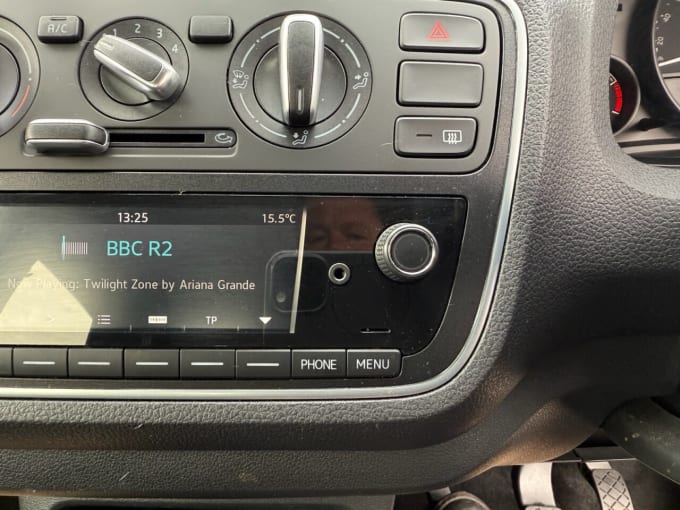 A/C
1 2 3 4
13:25 15.5°C
BBC R2
Now Playing: Twilight Zone by Ariana Grande
TP
PHONE MENU